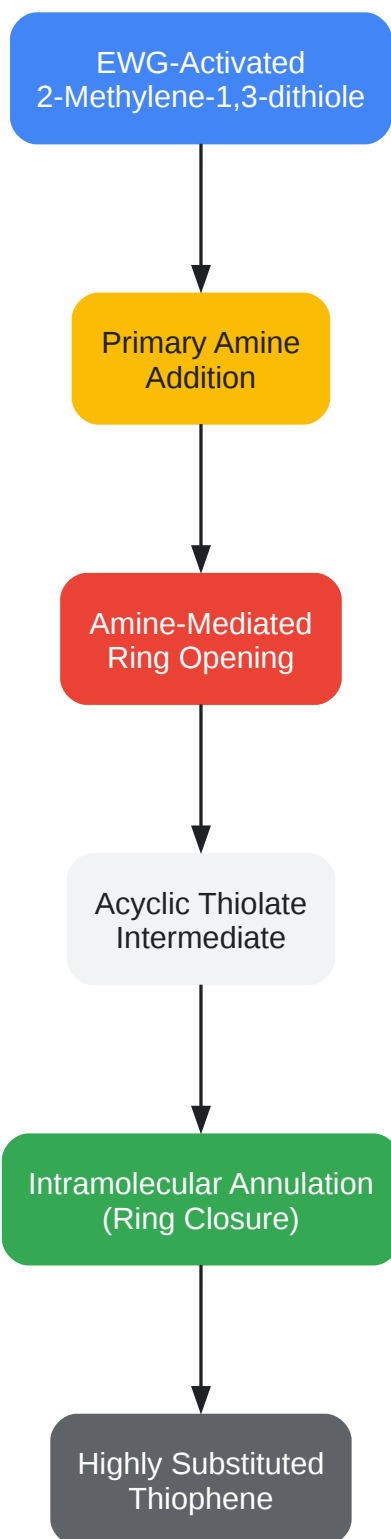 EWG-Activated
2-Methylene-1,3-dithiole
Primary Amine
Addition
Amine-Mediated
Ring Opening
Acyclic Thiolate
Intermediate
Intramolecular Annulation
(Ring Closure)
Highly Substituted
Thiophene